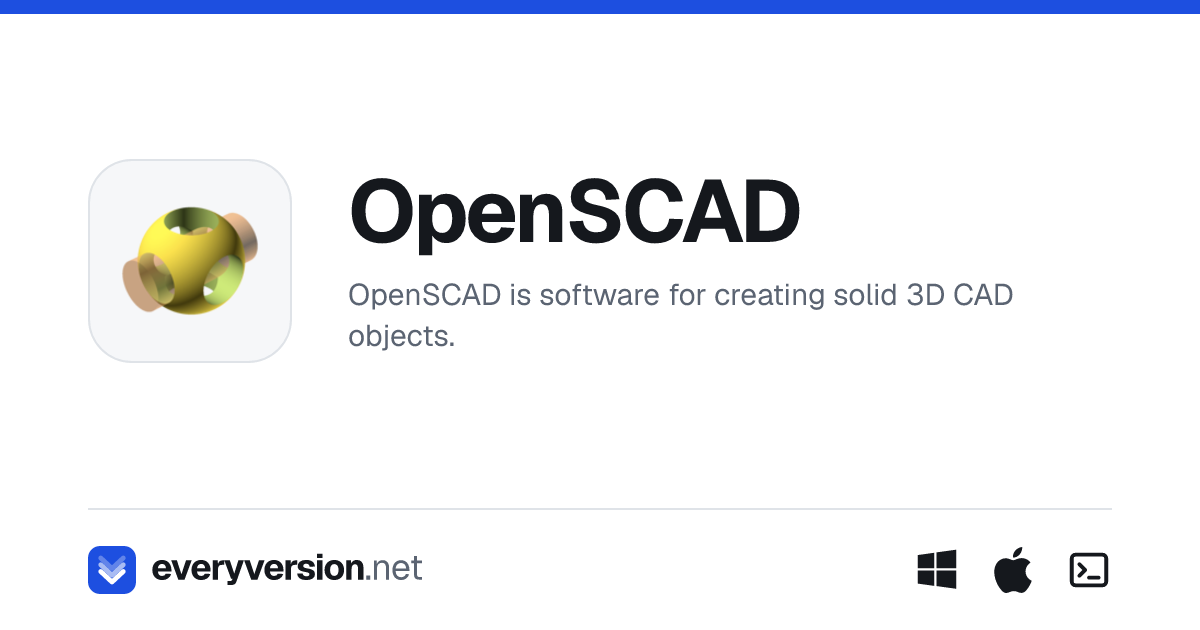 OpenSCAD
OpenSCAD is software for creating solid 3D CAD
objects.
everyversion.net